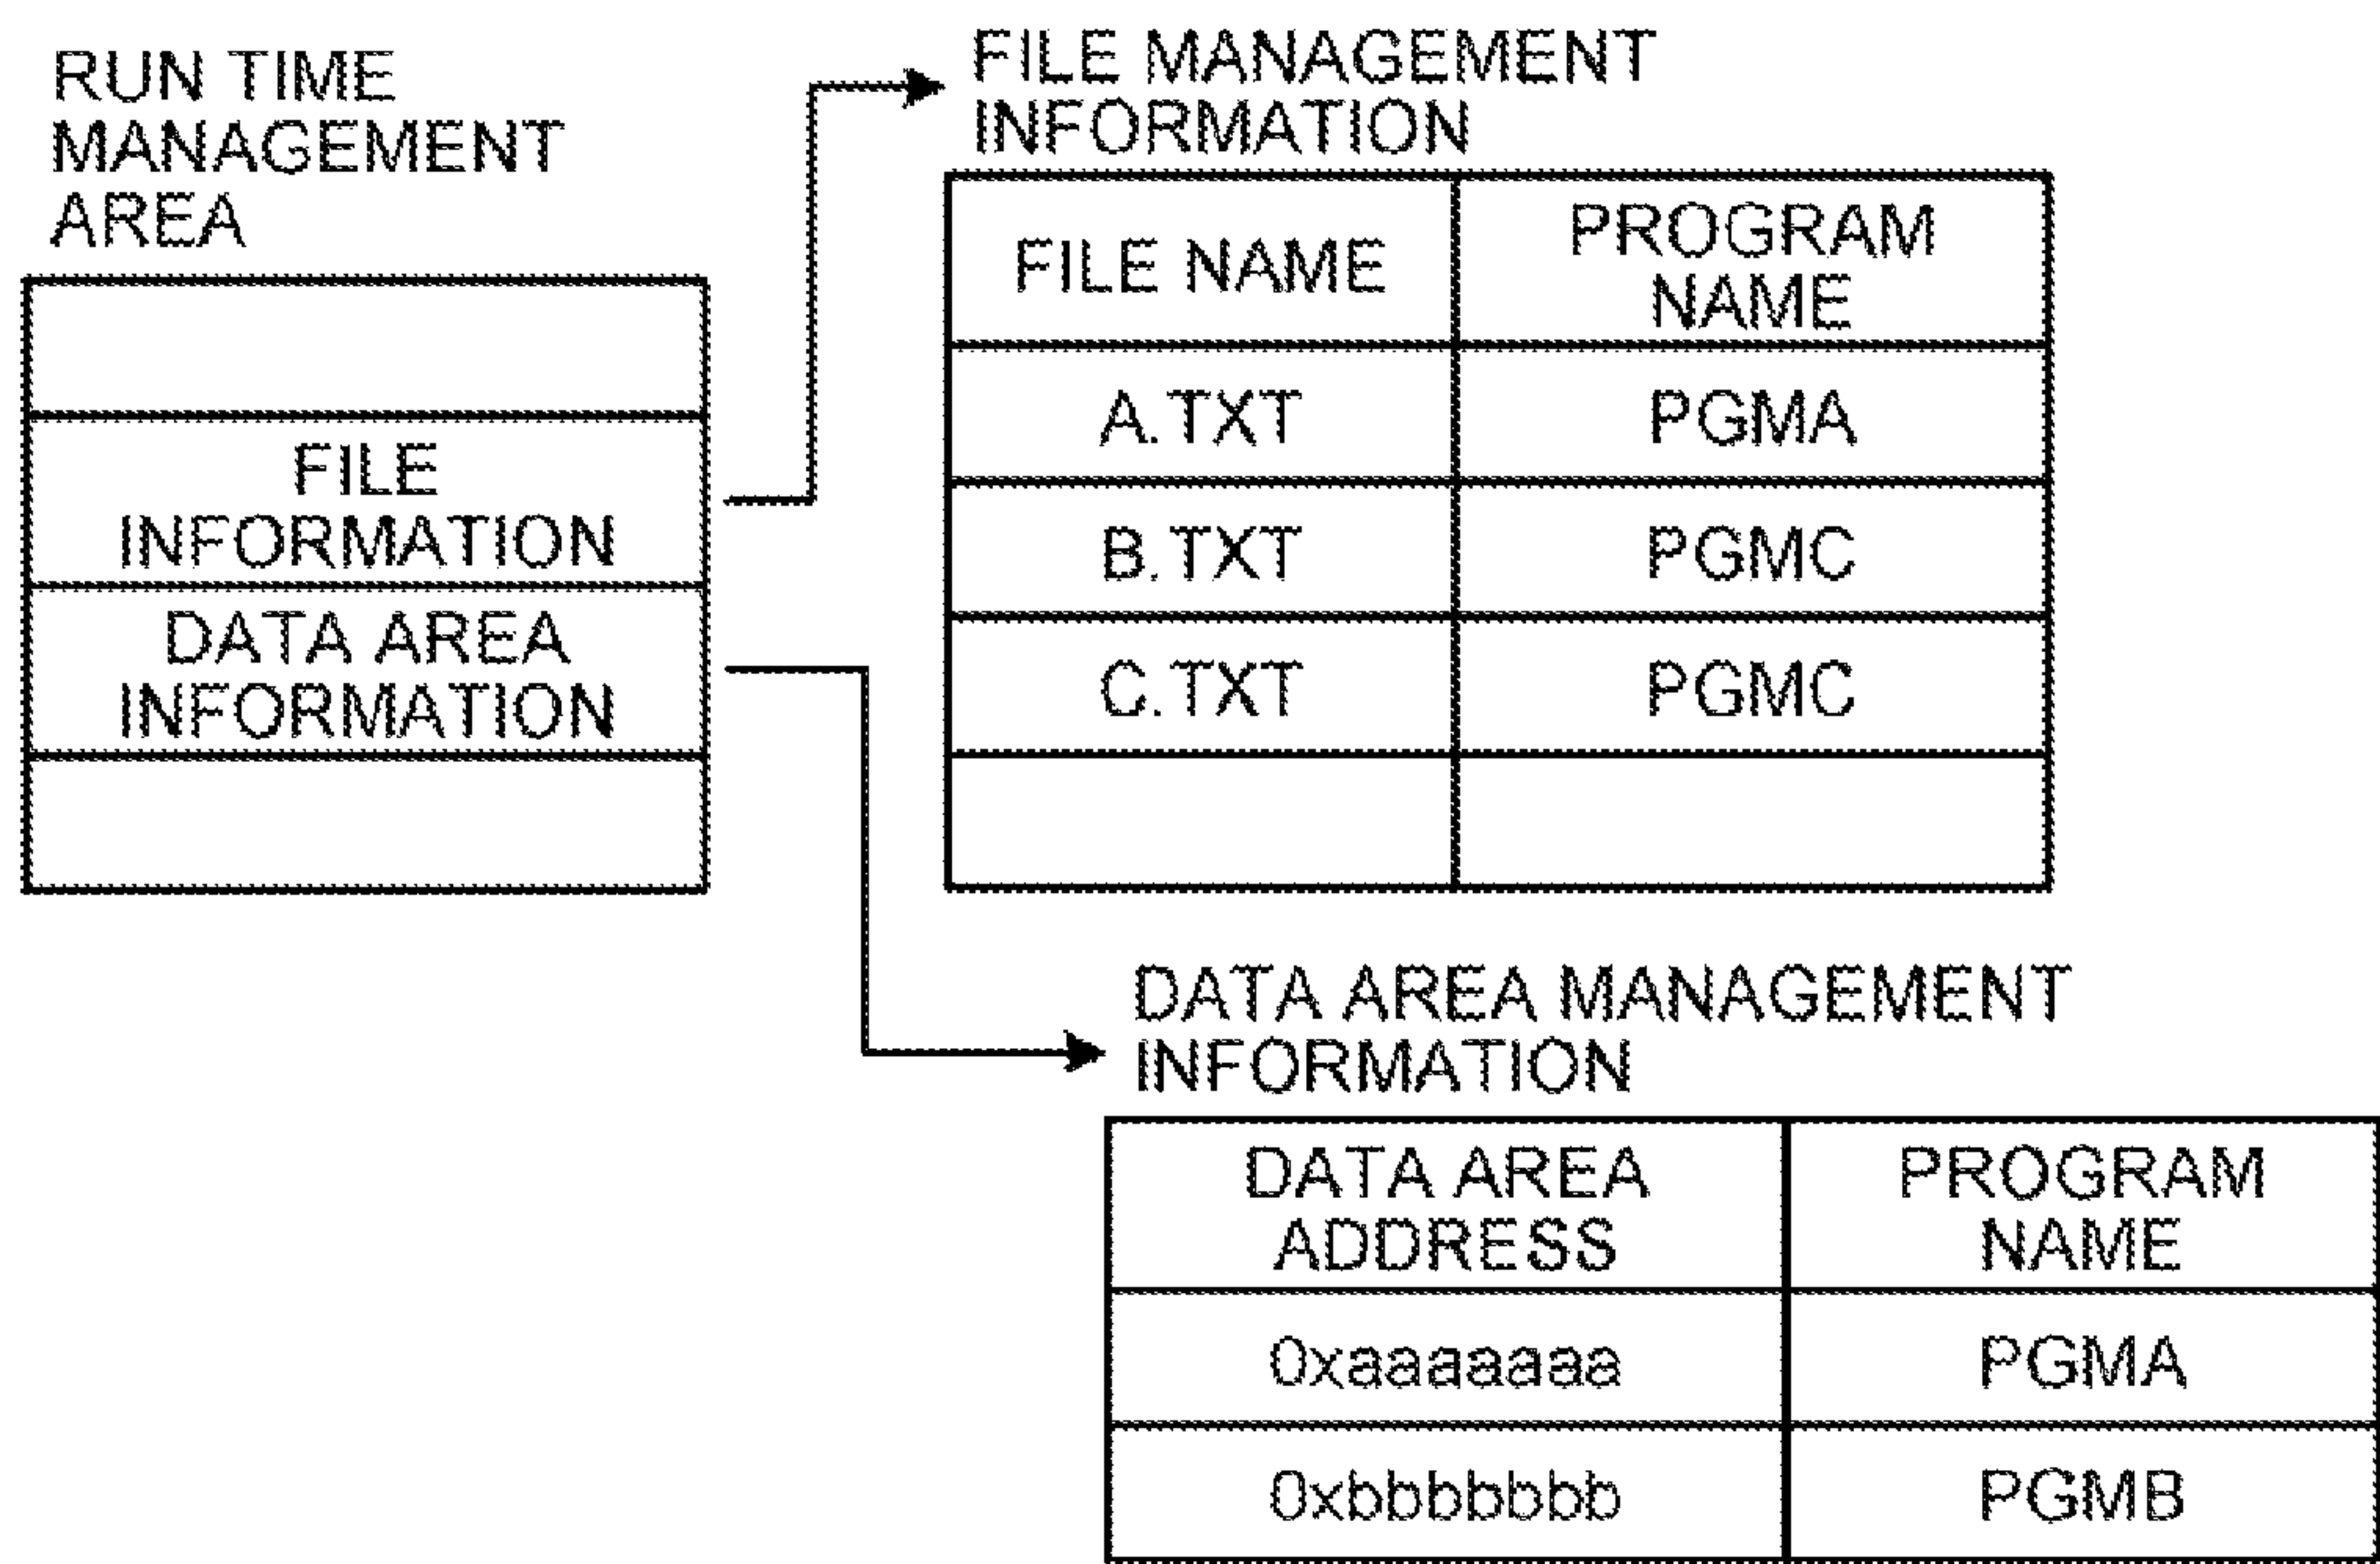 RUN TIME
MANAGEMENT
AREA
FILE
INFORMATION
DATA AREA
INFORMATION
FILE MANAGEMENT
INFORMATION
FILE NAME
PROGRAM
NAME
A.TXT
PGMA
B.TXT
PGMC
C.TXT
PGMC
DATA AREA MANAGEMENT
INFORMATION
DATA AREA
ADDRESS
PROGRAM
NAME
0xaaaaaaa
PGMA
0xbbbbbbb
PGMB